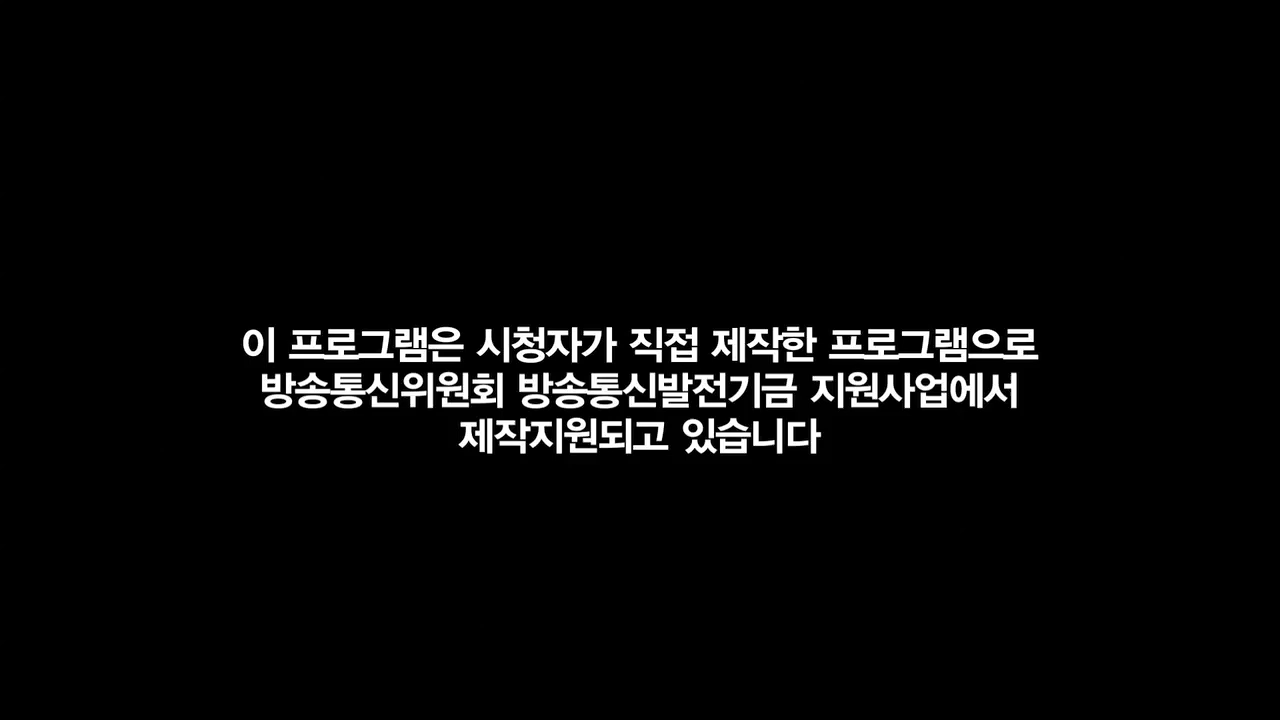 이 프로그램은 시청자가 직접 제작한 프로그램으로
방송통신위원회 방송통신발전기금 지원사업에서
제작지원되고 있습니다